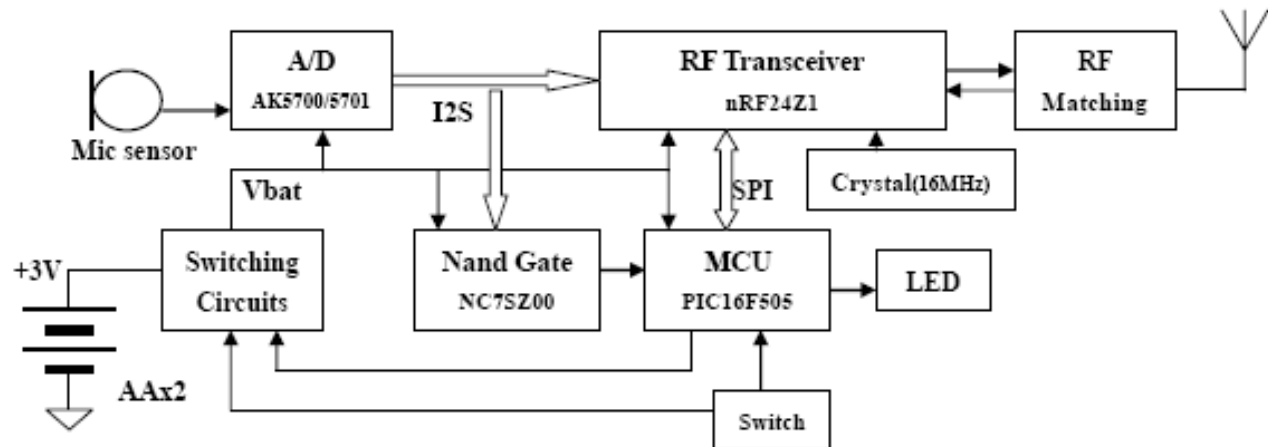 A/D
AK5700/5701
RF Transceiver
nRF24Z1
RF
Matching
I2S
Mic sensor
Vbat
SPI
Crystal(16MHz)
+3V
Switching
Circuits
Nand Gate
NC7SZ00
MCU
PIC16F505
LED
AAx2
Switch